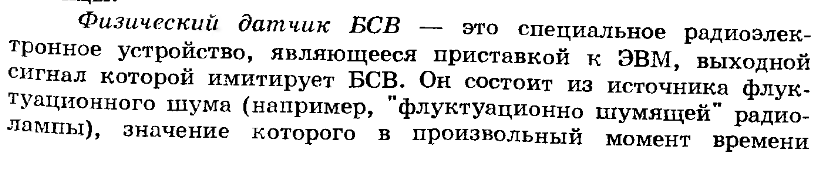 Физический датчик БСВ — это специальное радиоэлек-
тронное устройство, являющееся приставкой к ЭВМ, выходной
сигнал которой имитирует БСВ. Он состоит из источника флук-
туационного шума (например, "флуктуационно шумящей" радио-
лампы), значение которого в произвольный момент времени